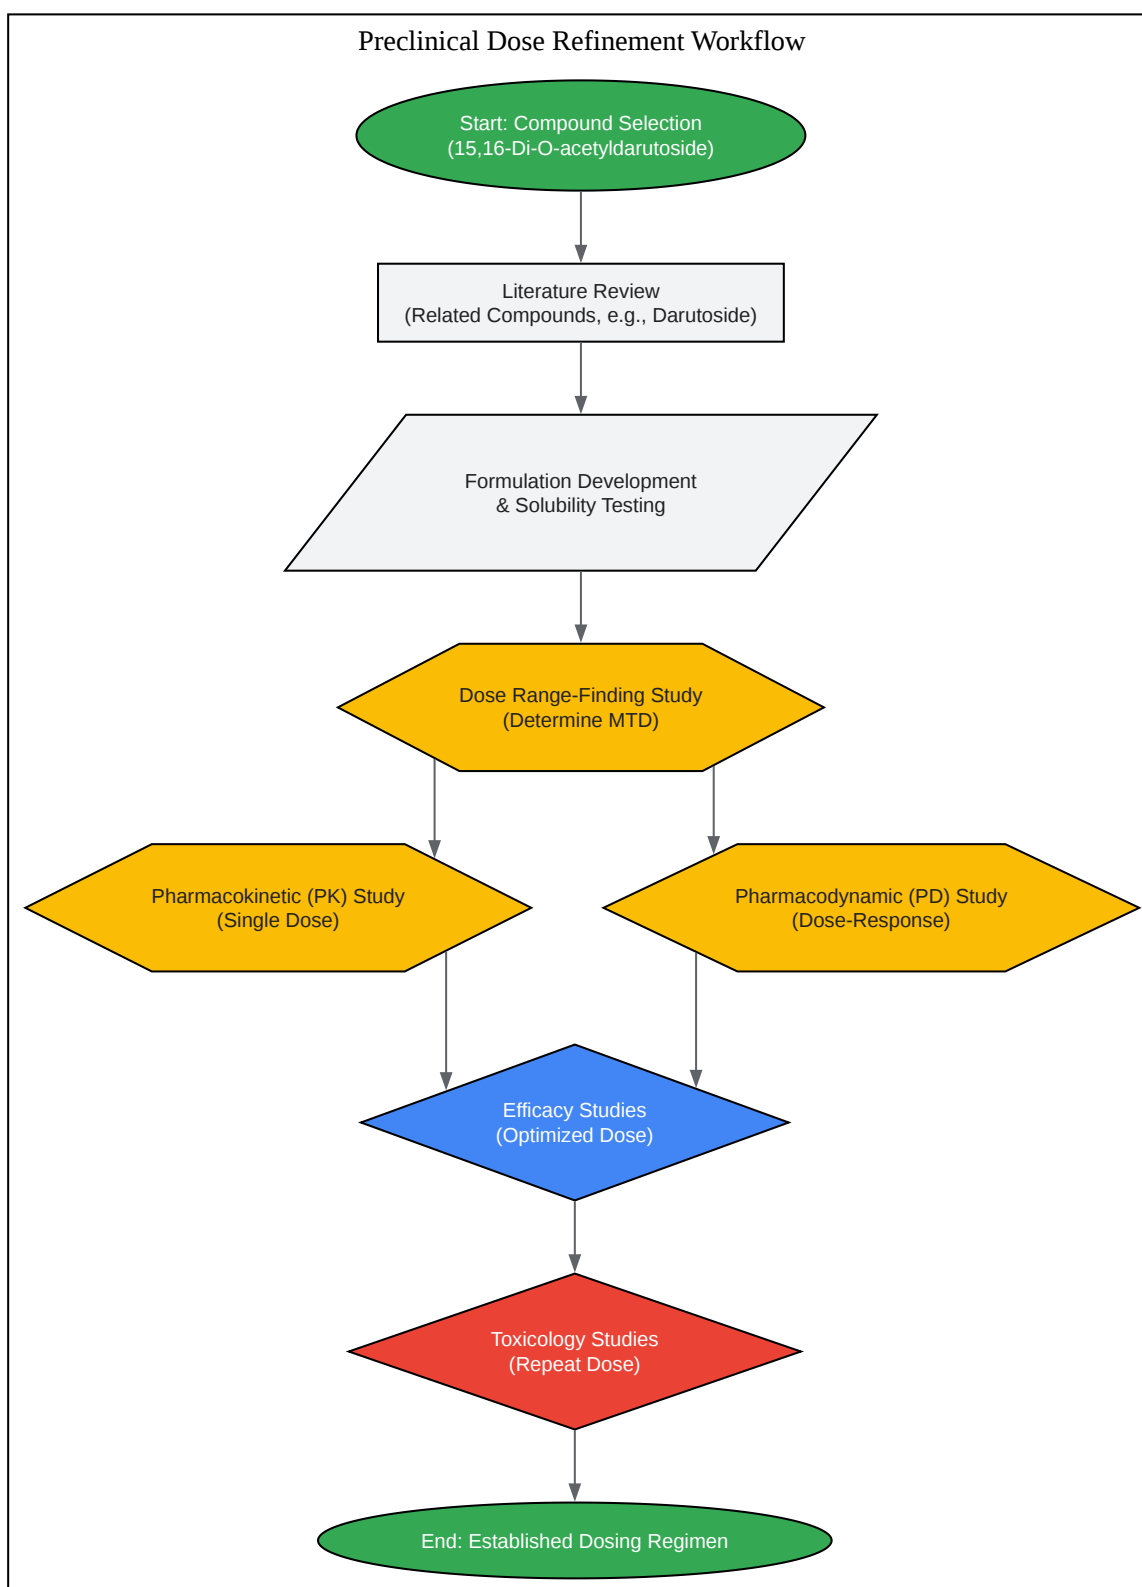 Preclinical Dose Refinement Workflow
Start: Compound Selection
(15,16-Di-O-acetyldarutoside)
Literature Review
(Related Compounds, e.g., Darutoside)
Formulation Development
& Solubility Testing
Dose Range-Finding Study
(Determine MTD)
Pharmacokinetic (PK) Study
(Single Dose)
Pharmacodynamic (PD) Study
(Dose-Response)
Efficacy Studies
(Optimized Dose)
Toxicology Studies
(Repeat Dose)
End: Established Dosing Regimen